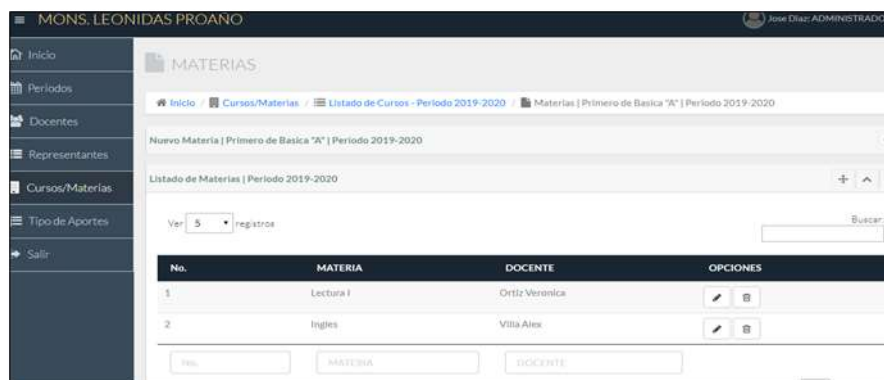 MONS. LEONIDAS PROAÑO
Jose Diaz: ADMINISTRADO
Inicio
Periodos
Docentes
Representantes
Cursos/Materias
Tipo de Aportes
Salir
MATERIAS
Inicio / Cursos/Materias / Listado de Cursos - Periodo 2019-2020 / Materias | Primero de Basica "A" | Periodo 2019-2020
Nuevo Materia | Primero de Basica "A" | Periodo 2019-2020
Listado de Materias | Periodo 2019-2020
Ver 5 registros
Buscar:
No. MATERIA DOCENTE OPCIONES
1 Lectura I Ortiz Veronica
2 Ingles Villa Alex
No. MATERIA DOCENTE